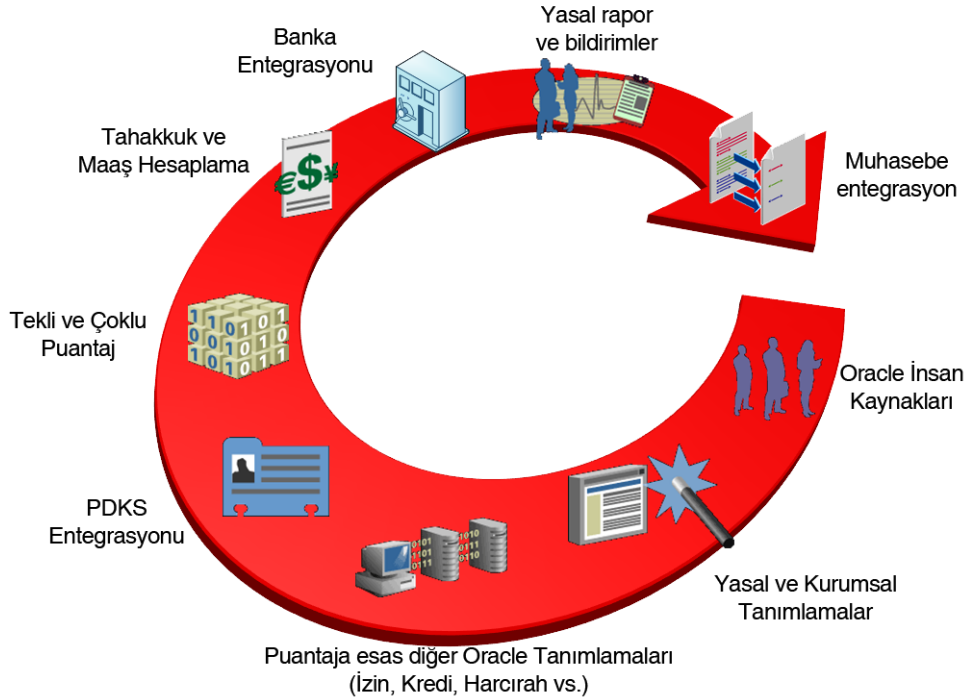 Yasal rapor
ve bildirimler
Banka
Entegrasyonu
Tahakkuk ve
Maaş Hesaplama
Muhasebe
entegrasyon
Tekli ve Çoklu
Puantaj
Oracle İnsan
Kaynakları
PDKS
Entegrasyonu
Yasal ve Kurumsal
Tanımlamalar
Puantaja esas diğer Oracle Tanımlamaları
(İzin, Kredi, Harcırah vs.)